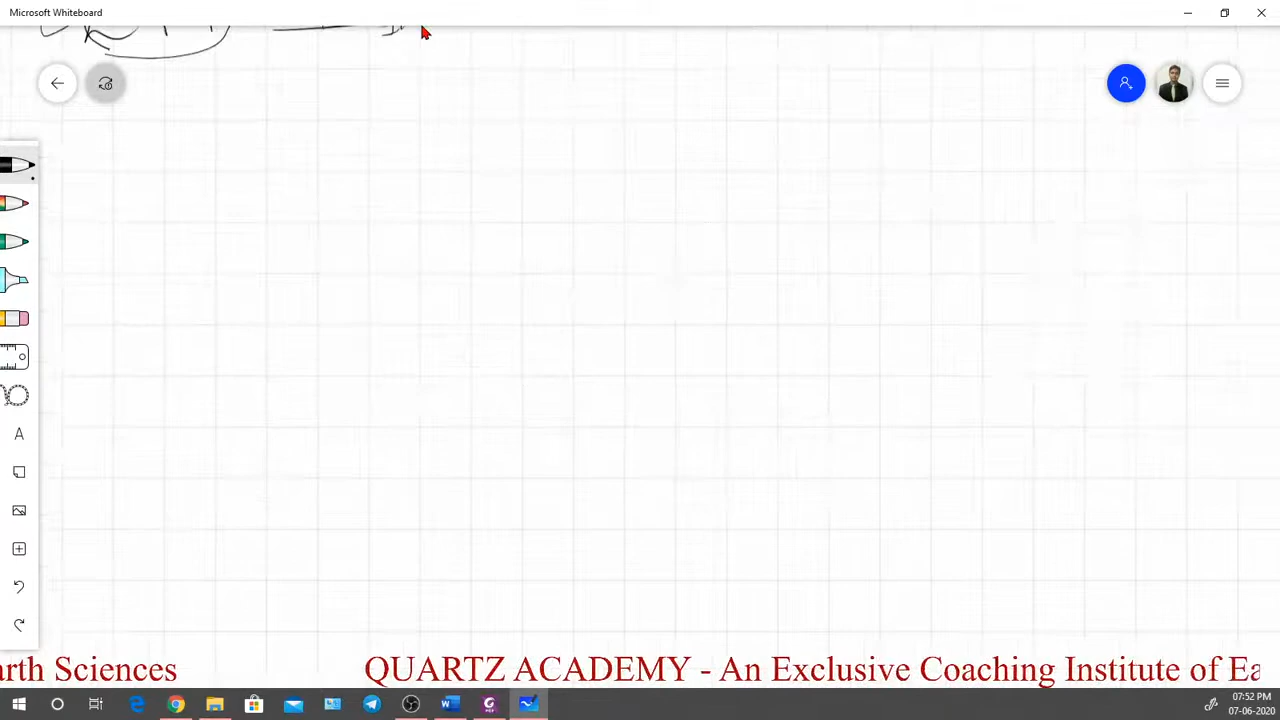 Microsoft Whiteboard
A
arth Sciences QUARTZ ACADEMY - An Exclusive Coaching Institute of Ea
07:52 PM
07-06-2020